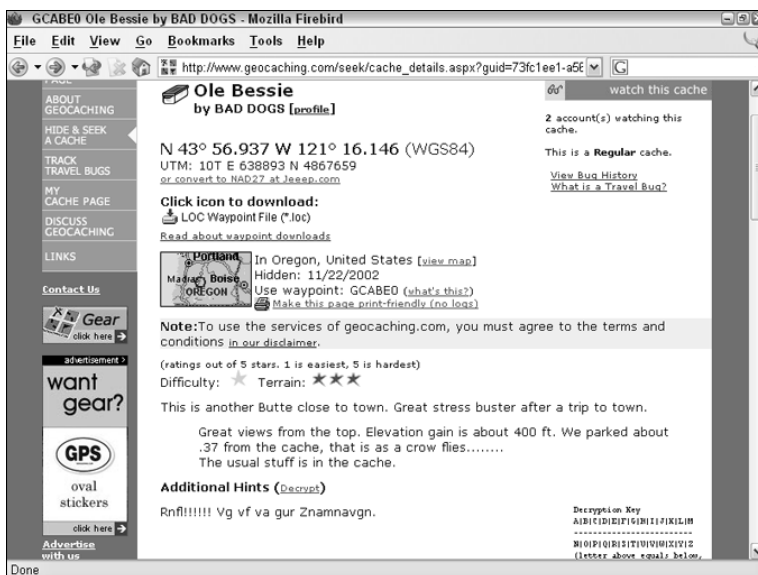 GCABE0 Ole Bessie by BAD DOGS - Mozilla Firebird
File Edit View Go Bookmarks Tools Help
http://www.geocaching.com/seek/cache_details.aspx?guid=73fc1ee1-a56
G
PAGE
ABOUT
GEOCACHING
HIDE & SEEK
A CACHE
TRACK
TRAVEL BUGS
MY
CACHE PAGE
DISCUSS
GEOCACHING
LINKS
Contact Us
Gear
click here
advertisement >
want
gear?
GPS
oval
stickers
click here
Advertise
with us
Ole Bessie
by BAD DOGS [profile]
N 43° 56.937 W 121° 16.146 (WGS84)
UTM: 10T E 638893 N 4867659
or convert to NAD27 at Jeeep.com
Click icon to download:
LOC Waypoint File (*.loc)
Read about waypoint downloads
Portland
Madras Boise
OREGON
In Oregon, United States [view map]
Hidden: 11/22/2002
Use waypoint: GCABE0 (what's this?)
Make this page print-friendly (no logs)
Note:To use the services of geocaching.com, you must agree to the terms and
conditions in our disclaimer.
(ratings out of 5 stars. 1 is easiest, 5 is hardest)
Difficulty: Terrain:
This is another Butte close to town. Great stress buster after a trip to town.
Great views from the top. Elevation gain is about 400 ft. We parked about
.37 from the cache, that is as a crow flies........
The usual stuff is in the cache.
Additional Hints (Decrypt)
Rnfl!!!!!! Vg vf va gur Znamnavgn.
watch this cache
2 account(s) watching this
cache.
This is a Regular cache.
View Bug History
What is a Travel Bug?
Decryption Key
A|B|C|D|E|F|G|H|I|J|K|L|M
-------------------------
N|O|P|Q|R|S|T|U|V|W|X|Y|Z
(letter above equals below,
Done